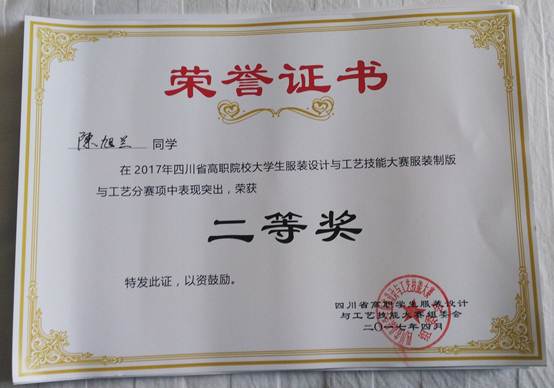 荣誉证书
陈旭兰 同学
在2017年四川省高职院校大学生服装设计与工艺技能大赛服装制版
与工艺分赛项中表现突出，荣获
二等奖
特发此证，以资鼓励。
四川省高职学生服装设计
与工艺技能大赛组委会
二〇一七年四月